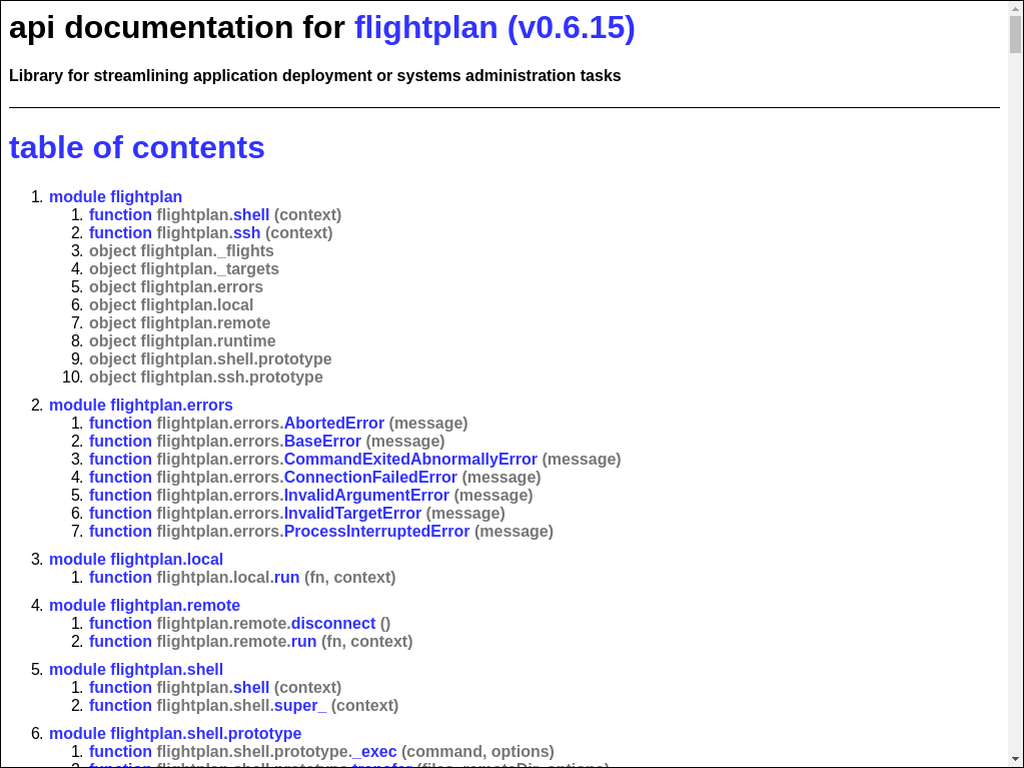 api documentation for flightplan (v0.6.15)
Library for streamlining application deployment or systems administration tasks
table of contents
1. module flightplan
1. function flightplan.shell (context)
2. function flightplan.ssh (context)
3. object flightplan._flights
4. object flightplan._targets
5. object flightplan.errors
6. object flightplan.local
7. object flightplan.remote
8. object flightplan.runtime
9. object flightplan.shell.prototype
10. object flightplan.ssh.prototype
2. module flightplan.errors
1. function flightplan.errors.AbortedError (message)
2. function flightplan.errors.BaseError (message)
3. function flightplan.errors.CommandExitedAbnormallyError (message)
4. function flightplan.errors.ConnectionFailedError (message)
5. function flightplan.errors.InvalidArgumentError (message)
6. function flightplan.errors.InvalidTargetError (message)
7. function flightplan.errors.ProcessInterruptedError (message)
3. module flightplan.local
1. function flightplan.local.run (fn, context)
4. module flightplan.remote
1. function flightplan.remote.disconnect ()
2. function flightplan.remote.run (fn, context)
5. module flightplan.shell
1. function flightplan.shell (context)
2. function flightplan.shell.super_ (context)
6. module flightplan.shell.prototype
1. function flightplan.shell.prototype._exec (command, options)
2. function flightplan.shell.prototype.transfer (files, remoteDir, options)